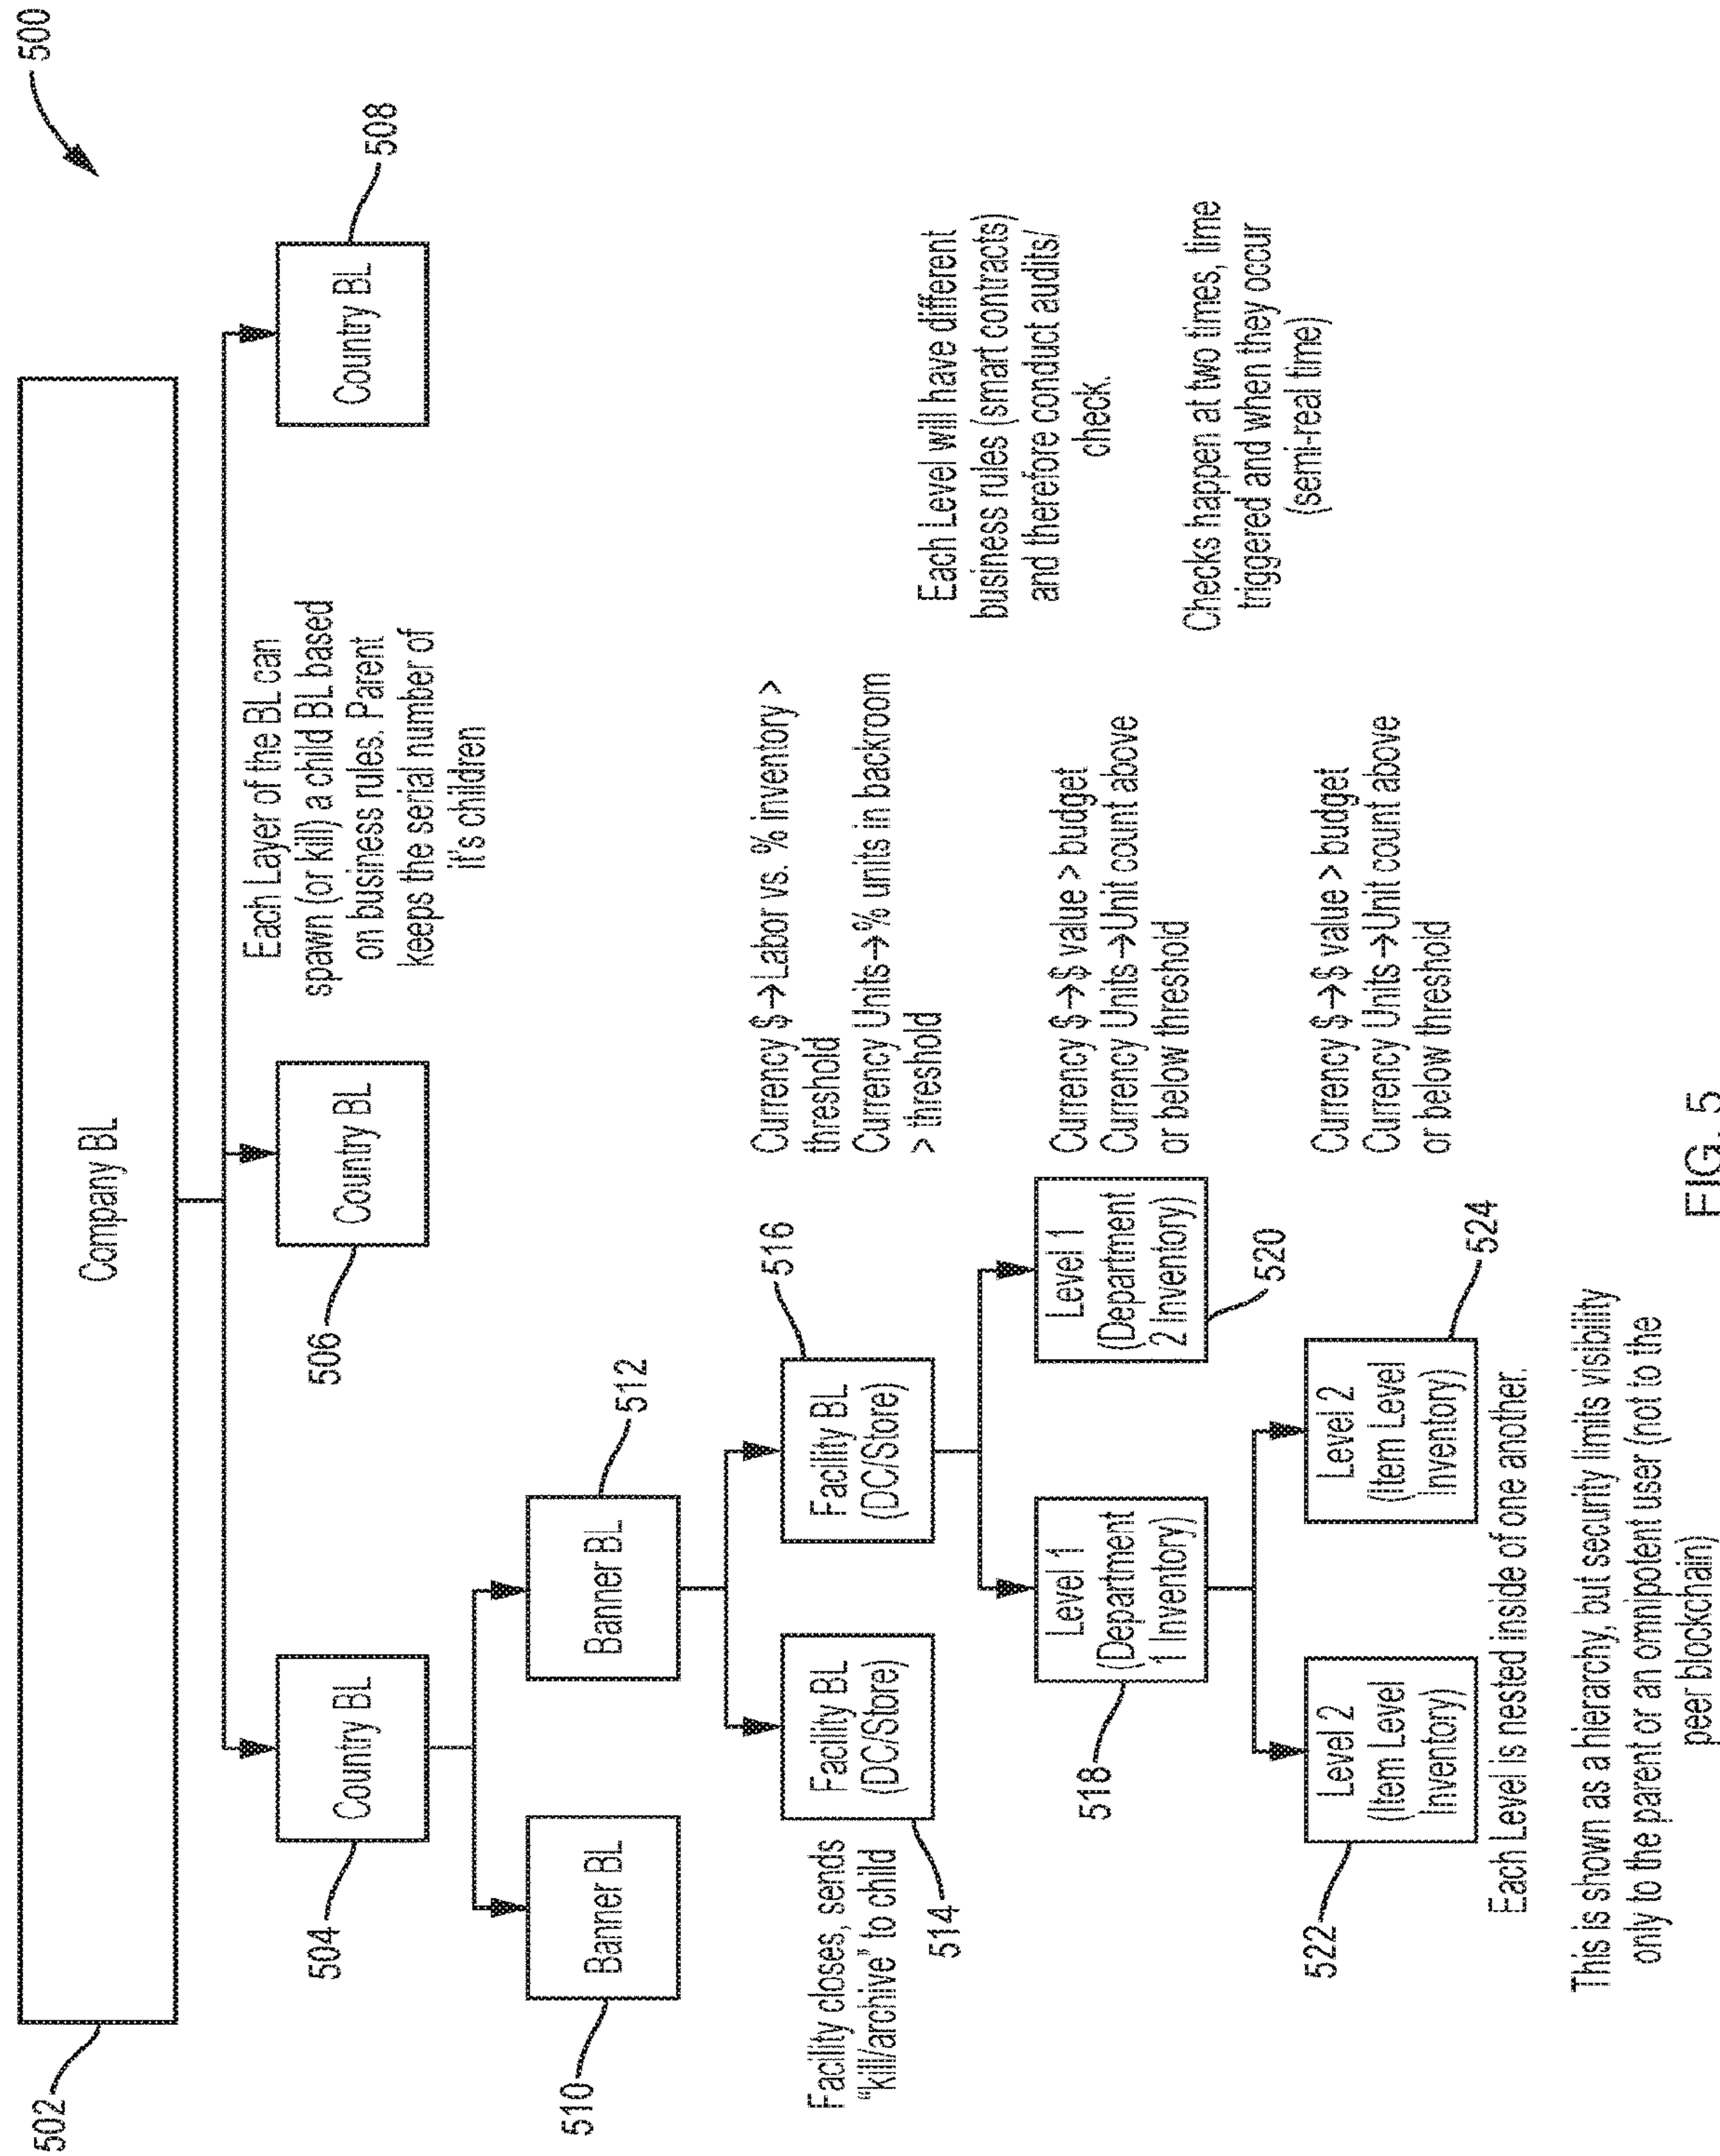 500
502
Company BL
504
Country BL
506
Country BL
508
Country BL
Each Layer of the BL can
spawn (or kill) a child BL based
on business rules. Parent
keeps the serial number of
it's children
510
Banner BL
512
Banner BL
Facility closes, sends
"kill/archive" to child
514
Facility BL
(DC/Store)
516
Facility BL
(DC/Store)
Currency $→Labor vs. % inventory >
threshold
Currency Units→% units in backroom
> threshold
Each Level will have different
business rules (smart contracts)
and therefore conduct audits/
check.
Checks happen at two times, time
triggered and when they occur
(semi-real time)
518
Level 1
(Department
1 Inventory)
520
Level 1
(Department
2 Inventory)
Currency $→$ value > budget
Currency Units→Unit count above
or below threshold
522
Level 2
(Item Level
Inventory)
524
Level 2
(Item Level
Inventory)
Currency $→$ value > budget
Currency Units→Unit count above
or below threshold
Each Level is nested inside of one another.
This is shown as a hierarchy, but security limits visibility
only to the parent or an omnipotent user (not to the
peer blockchain)
FIG. 5